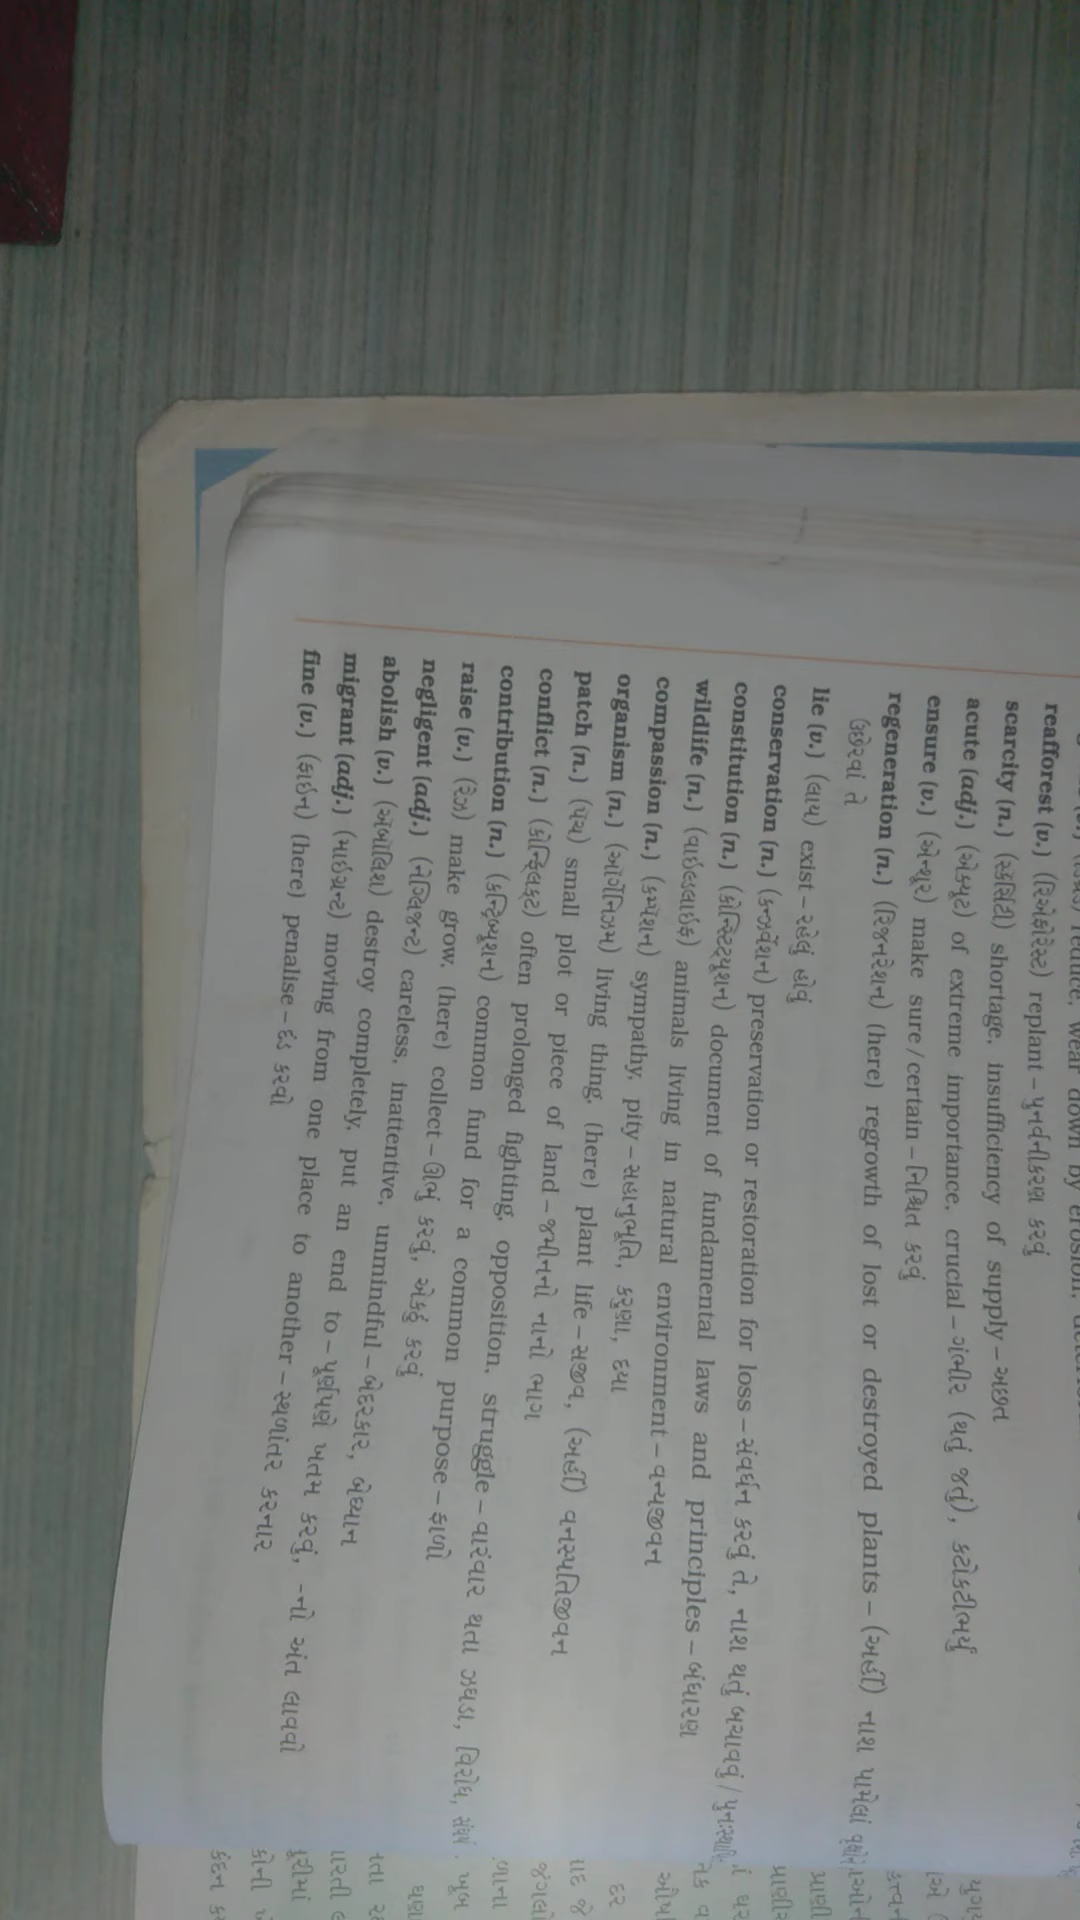 reduce, wear down by erosion,
reafforest (v.) (રિઍફોરેસ્ટ) replant – પુનર્વનીકરણ કરવું
scarcity (n.) (સ્કૅર્સિટી) shortage, insufficiency of supply – અછત
acute (adj.) (એક્યૂટ) of extreme importance, crucial – ગંભીર (થતું જતું), કટોકટીભર્યું
ensure (v.) (એન્શૂર) make sure / certain – નિશ્ચિત કરવું
regeneration (n.) (રિજનરેશન) (here) regrowth of lost or destroyed plants – (અહીં) નાશ પામેલાં
ઉછેરવાં તે
lie (v.) (લાય) exist – રહેલું હોવું
conservation (n.) (કન્ઝર્વેશન) preservation or restoration for loss – સંવર્ધન કરવું તે, નાશ થતું બચાવવું /
constitution (n.) (કોન્સ્ટિટ્યૂશન) document of fundamental laws and principles – બંધારણ
wildlife (n.) (વાઇલ્ડલાઇફ) animals living in natural environment – વન્યજીવન
compassion (n.) (કમ્પૅશન) sympathy, pity – સહાનુભૂતિ, કરુણા, દયા
organism (n.) (ઑર્ગેનિઝમ) living thing, (here) plant life – સજીવ, (અહીં) વનસ્પતિજીવન
patch (n.) (પૅચ) small plot or piece of land – જમીનનો નાનો ભાગ
conflict (n.) (કોન્ફ્લિક્ટ) often prolonged fighting, opposition, struggle – વારંવાર થતા ઝઘડા, વિરોધ,
contribution (n.) (કન્ટ્રિબ્યૂશન) common fund for a common purpose – ફાળો
raise (v.) (રેઝ) make grow, (here) collect – ઊભું કરવું, એકઠું કરવું
negligent (adj.) (નેગ્લિજન્ટ) careless, inattentive, unmindful – બેદરકાર, બેધ્યાન
abolish (v.) (ઍબૉલિશ) destroy completely, put an end to – પૂર્ણપણે ખતમ કરવું, –નો અંત લાવવો
migrant (adj.) (માઇગ્રન્ટ) moving from one place to another – સ્થળાંતર કરનાર
fine (v.) (ફાઇન) (here) penalise – દંડ કરવો